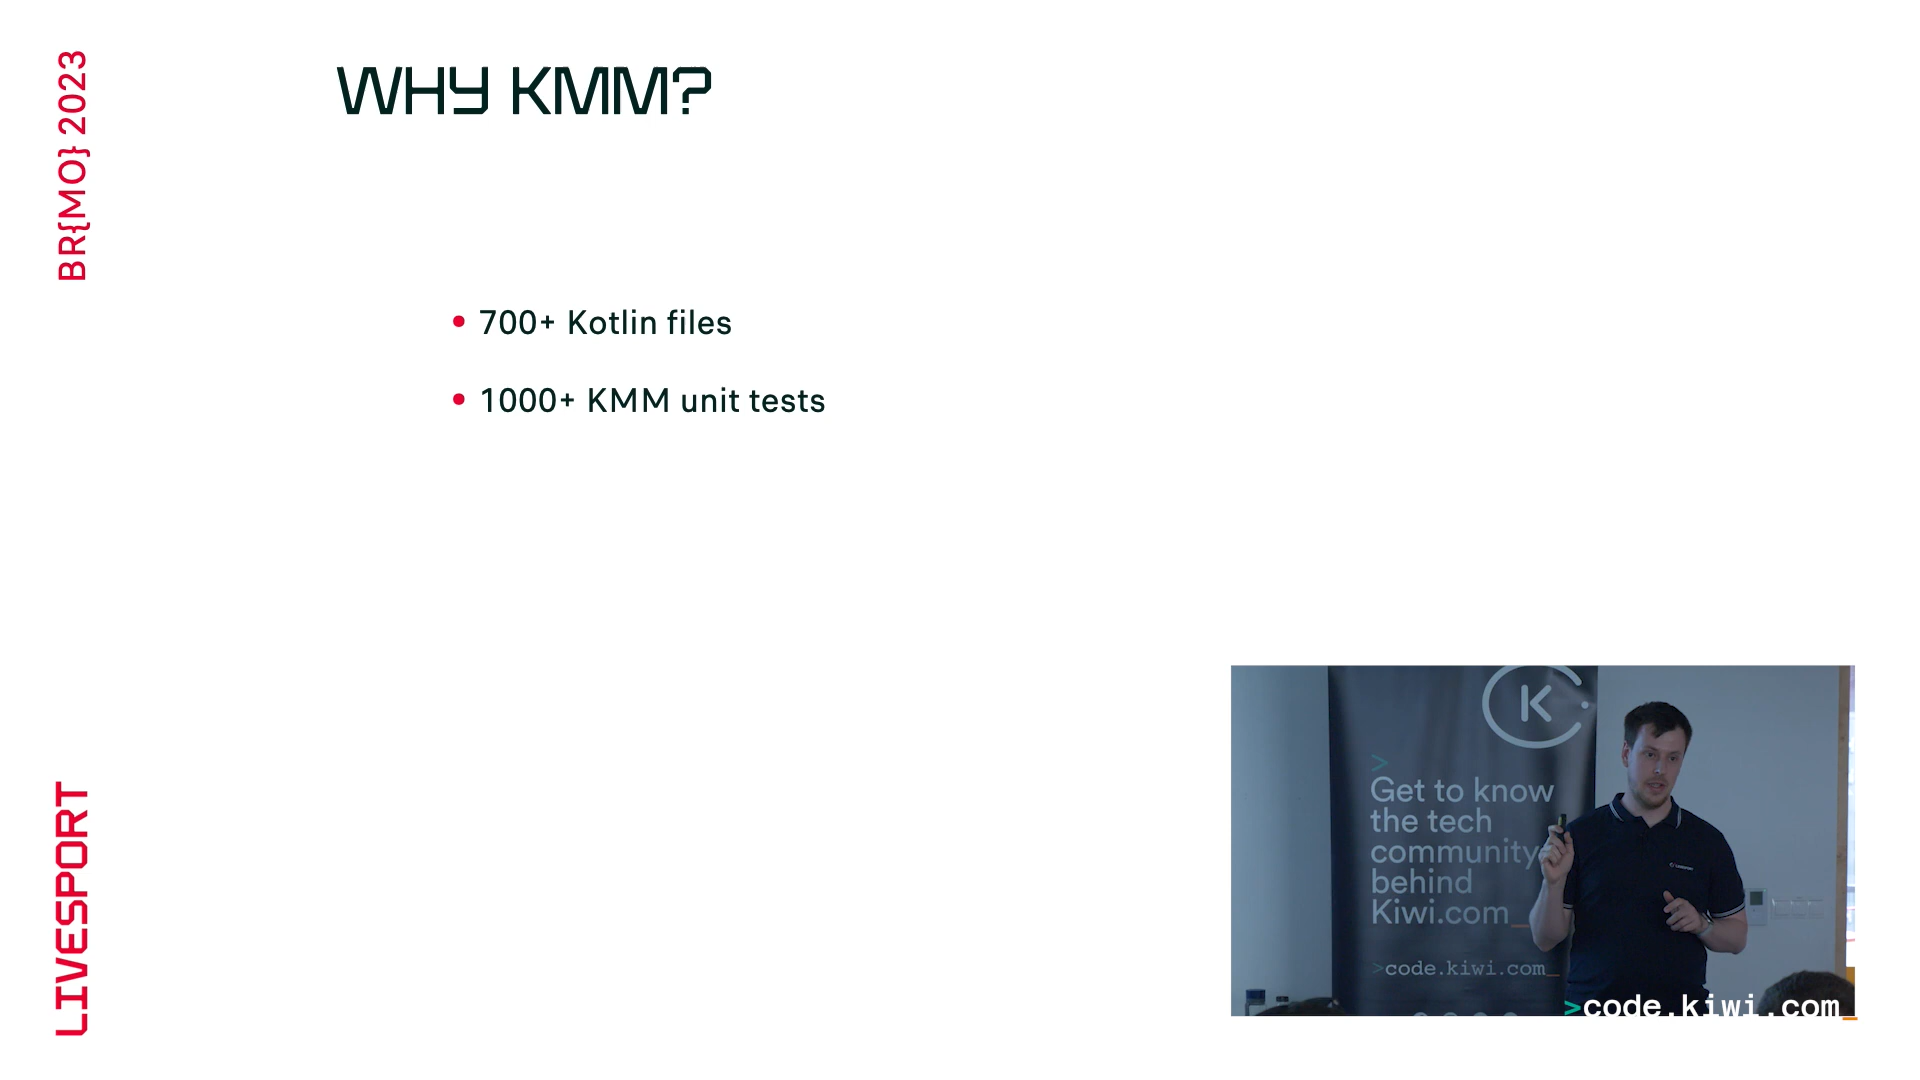 BR{MO} 2023
WHY KMM?
• 700+ Kotlin files
• 1000+ KMM unit tests
LIVESPORT
K
>
Get to know
the tech
community
behind
Kiwi.com_
>code.kiwi.com_
>code.kiwi.com_